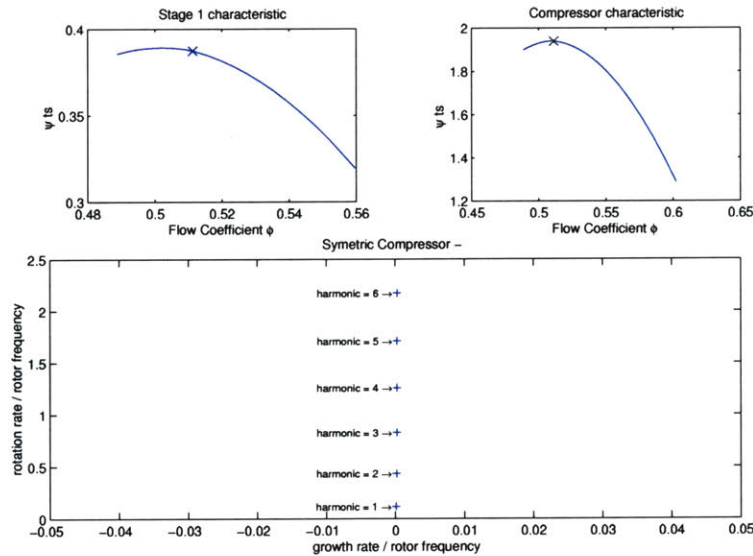 Stage 1 characteristic
0.4
0.35
0.3
ψ ts
0.48 0.5 0.52 0.54 0.56
Flow Coefficient ϕ
Compressor characteristic
2
1.8
1.6
1.4
1.2
ψ ts
0.45 0.5 0.55 0.6 0.65
Flow Coefficient ϕ
Symetric Compressor −
2.5
2
1.5
1
0.5
0
rotation rate / rotor frequency
harmonic = 6 →
harmonic = 5 →
harmonic = 4 →
harmonic = 3 →
harmonic = 2 →
harmonic = 1 →
−0.05 −0.04 −0.03 −0.02 −0.01 0 0.01 0.02 0.03 0.04 0.05
growth rate / rotor frequency